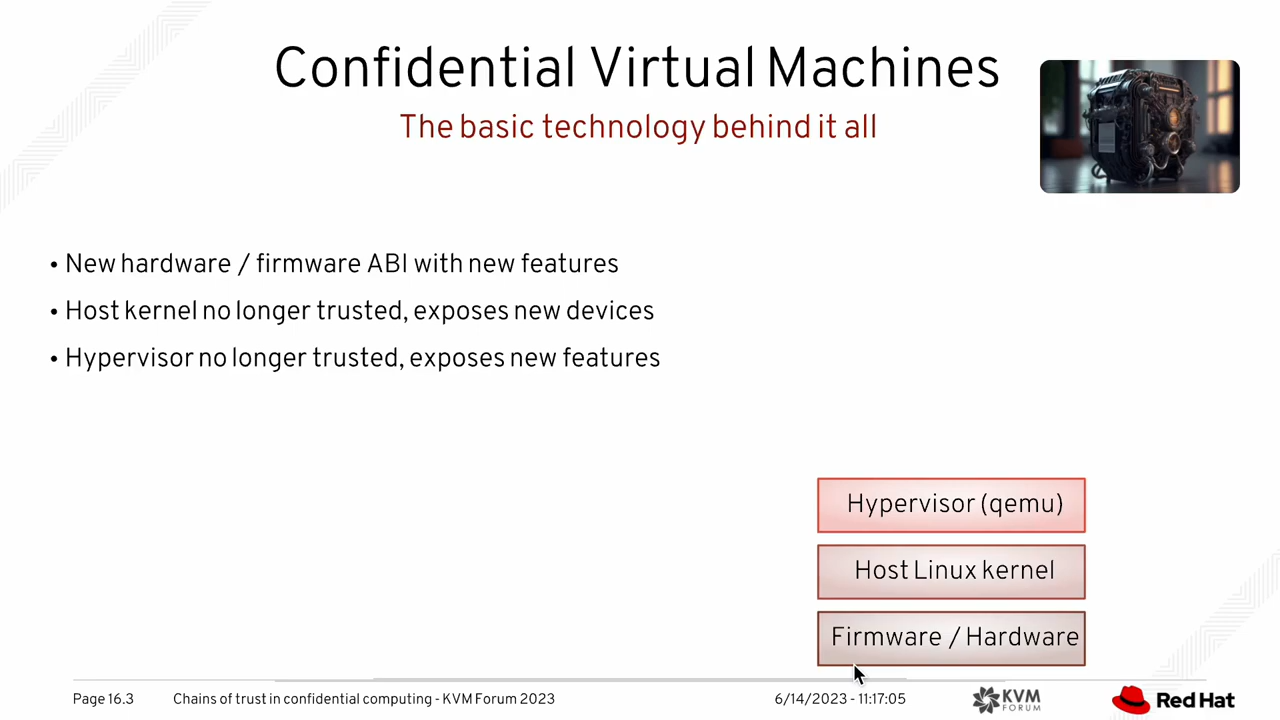 Confidential Virtual Machines
The basic technology behind it all
• New hardware / firmware ABI with new features
• Host kernel no longer trusted, exposes new devices
• Hypervisor no longer trusted, exposes new features
Hypervisor (qemu)
Host Linux kernel
Firmware / Hardware
Page 16.3
Chains of trust in confidential computing - KVM Forum 2023
6/14/2023 - 11:17:05
KVM
FORUM
Red Hat